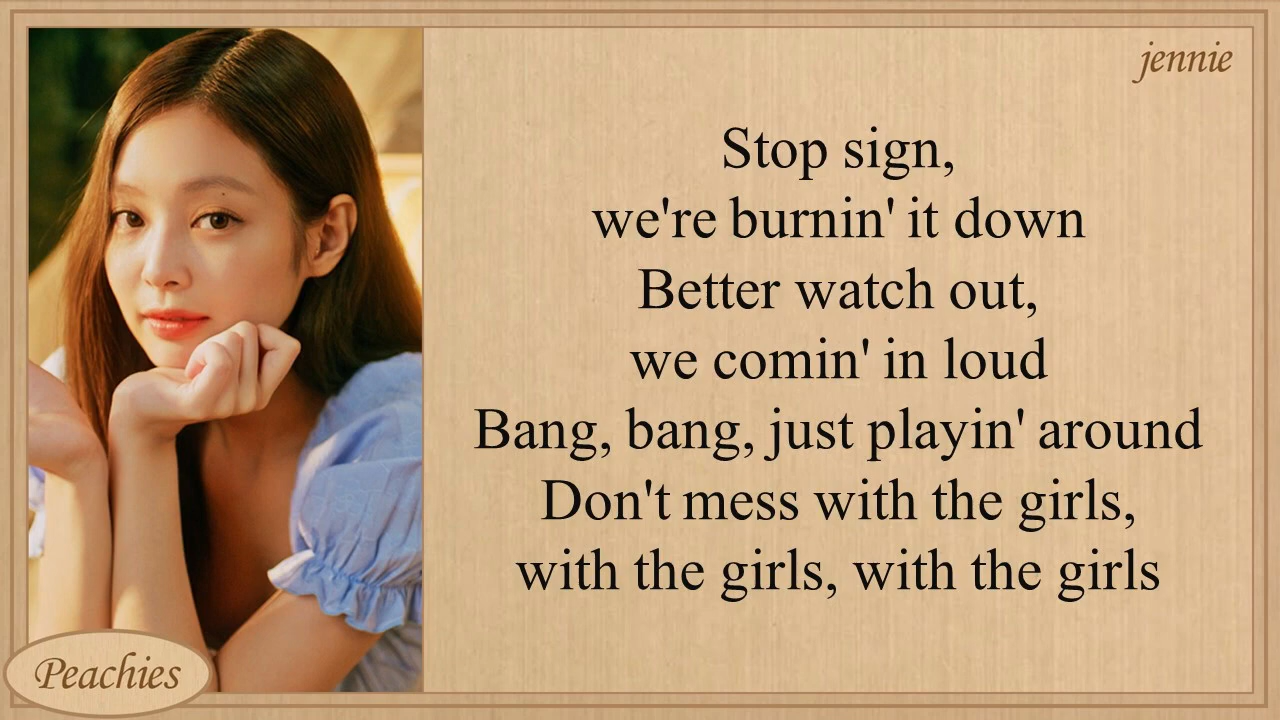 jennie
Stop sign,
we're burnin' it down
Better watch out,
we comin' in loud
Bang, bang, just playin' around
Don't mess with the girls,
with the girls, with the girls
Peachies